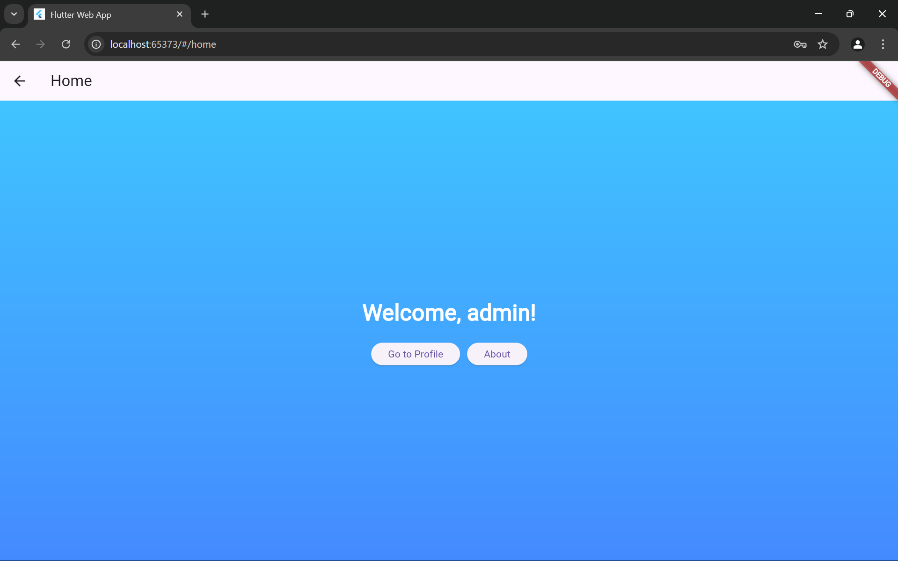 Flutter Web App
localhost:65373/#/home
Home
DEBUG
Welcome, admin!
Go to Profile
About